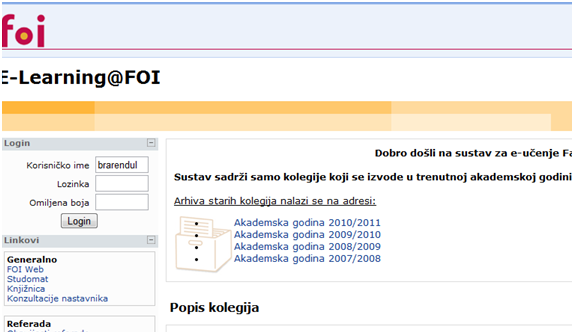 foi
E-Learning@FOI
Login
Korisničko ime brarendul
Lozinka
Omiljena boja
Login
Linkovi
Generalno
FOI Web
Studomat
Knjižnica
Konzultacije nastavnika
Referada
Dobro došli na sustav za e-učenje Fa
Sustav sadrži samo kolegije koji se izvode u trenutnoj akademskoj godini
Arhiva starih kolegija nalazi se na adresi:
Akademska godina 2010/2011
Akademska godina 2009/2010
Akademska godina 2008/2009
Akademska godina 2007/2008
Popis kolegija